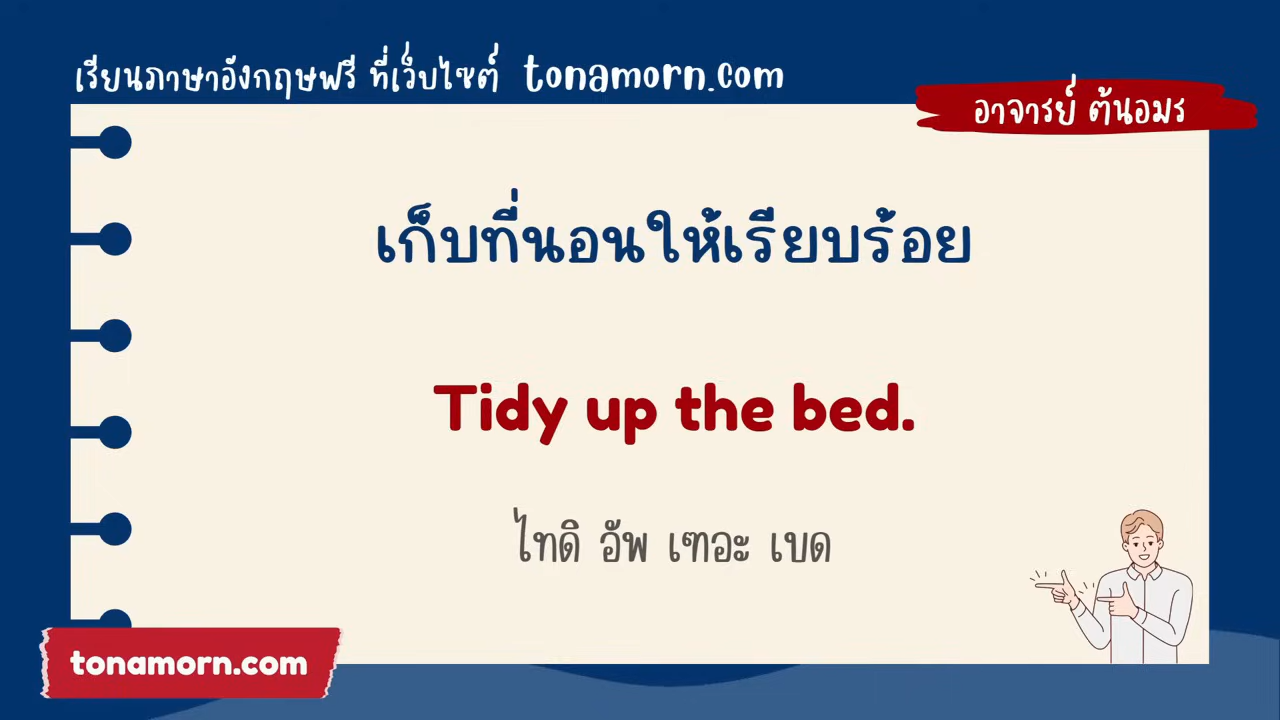 เรียนภาษาอังกฤษฟรี ที่เว็บไซต์ tonamorn.com
อาจารย์ ต้นอมร
เก็บที่นอนให้เรียบร้อย
Tidy up the bed.
ไทดิ อัพ เฑอะ เบด
tonamorn.com